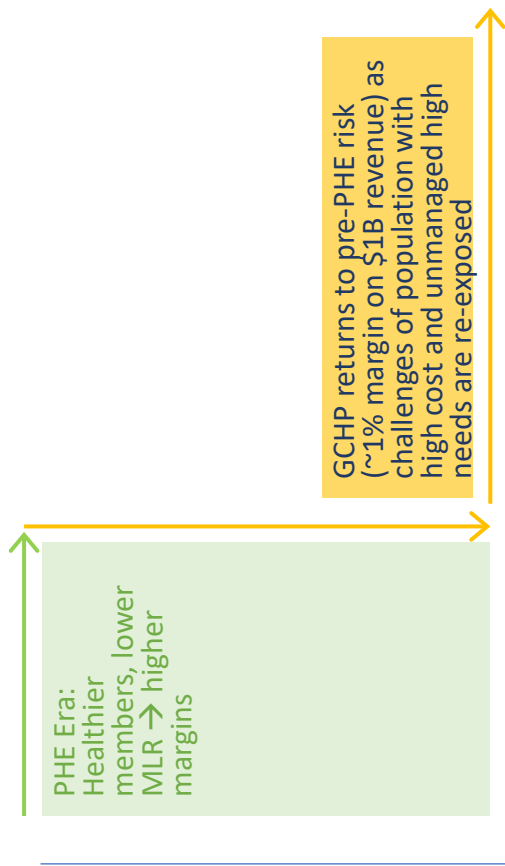 PHE Era:
Healthier
members, lower
MLR → higher
margins
GCHP returns to pre-PHE risk
(~1% margin on $1B revenue) as
challenges of population with
high cost and unmanaged high
needs are re-exposed